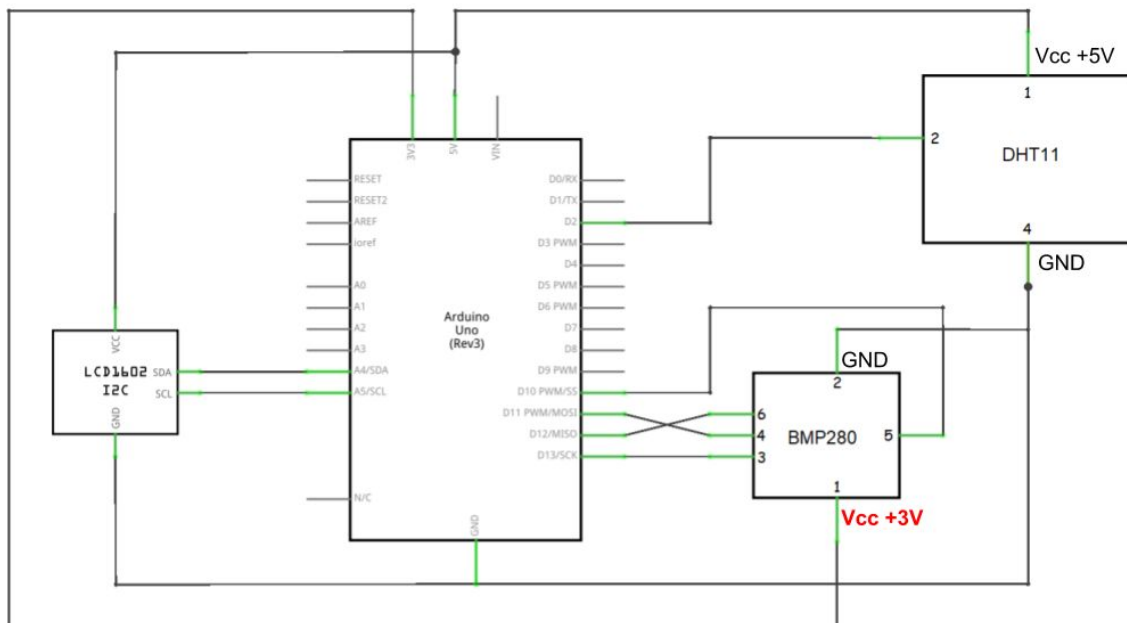 Vcc +5V
1
2
DHT11
4
GND
3V3
5V
VIN
RESET
RESET2
AREF
ioref
A0
A1
A2
A3
A4/SDA
A5/SCL
N/C
Arduino
Uno
(Rev3)
D0/RX
D1/TX
D2
D3 PWM
D4
D5 PWM
D6 PWM
D7
D8
D9 PWM
D10 PWM/SS
D11 PWM/MOSI
D12/MISO
D13/SCK
GND
VCC
LCD1602
I2C
SDA
SCL
GND
GND
2
6
4
3
BMP280
5
1
Vcc +3V